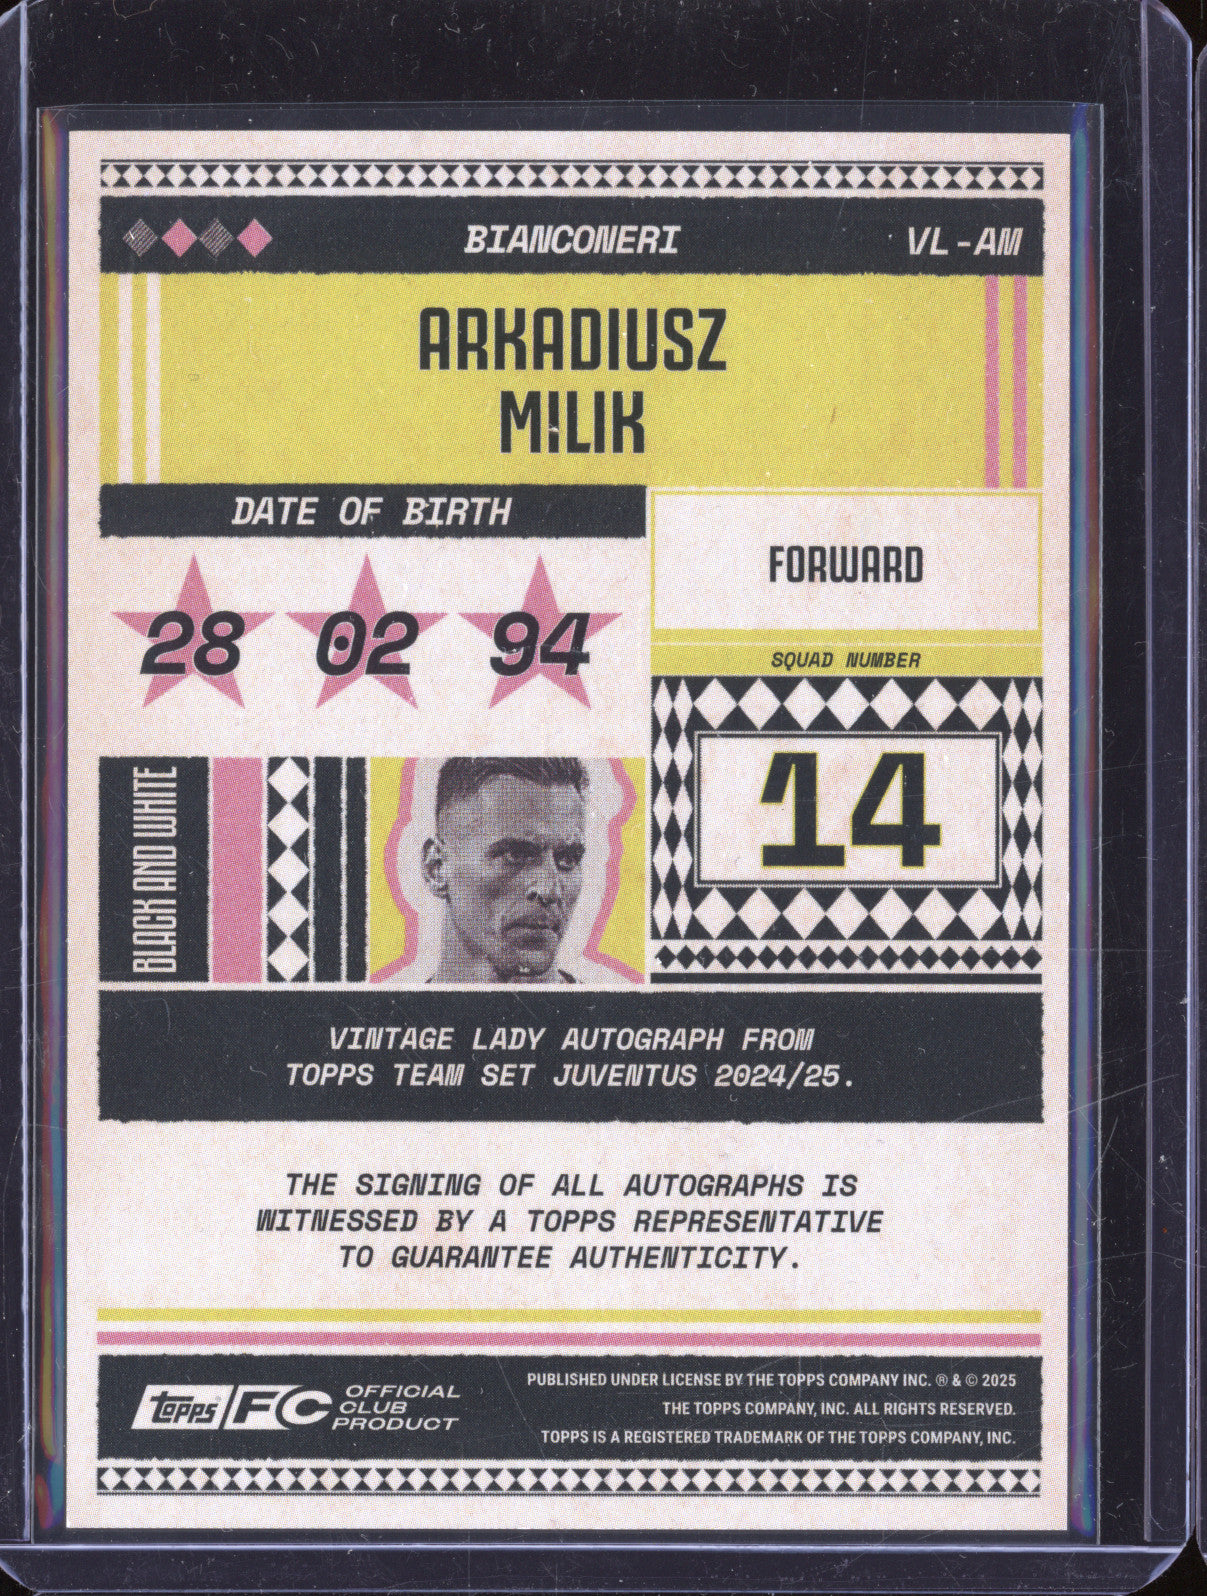 BIANCONERI VL-AM
ARKADIUSZ
MILIK
DATE OF BIRTH
28 02 94
FORWARD
SQUAD NUMBER
14
BLACK AND WHITE
VINTAGE LADY AUTOGRAPH FROM
TOPPS TEAM SET JUVENTUS 2024/25.
THE SIGNING OF ALL AUTOGRAPHS IS
WITNESSED BY A TOPPS REPRESENTATIVE
TO GUARANTEE AUTHENTICITY.
topps FC
OFFICIAL
CLUB
PRODUCT
PUBLISHED UNDER LICENSE BY THE TOPPS COMPANY INC. ® & © 2025
THE TOPPS COMPANY, INC. ALL RIGHTS RESERVED.
TOPPS IS A REGISTERED TRADEMARK OF THE TOPPS COMPANY, INC.